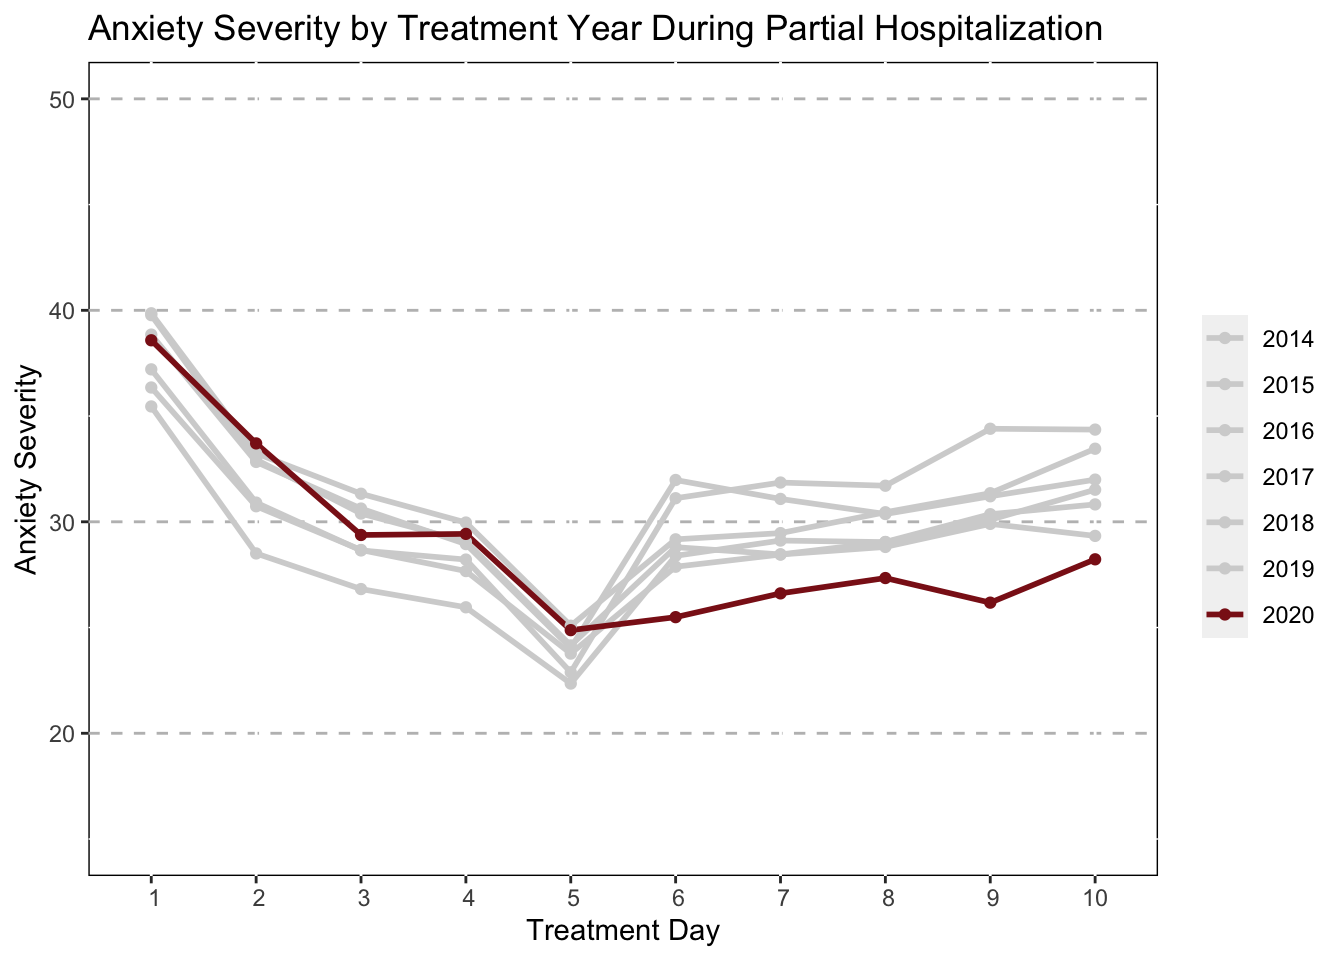 Anxiety Severity by Treatment Year During Partial Hospitalization
50
40
30
20
Anxiety Severity
1 2 3 4 5 6 7 8 9 10
Treatment Day
2014
2015
2016
2017
2018
2019
2020